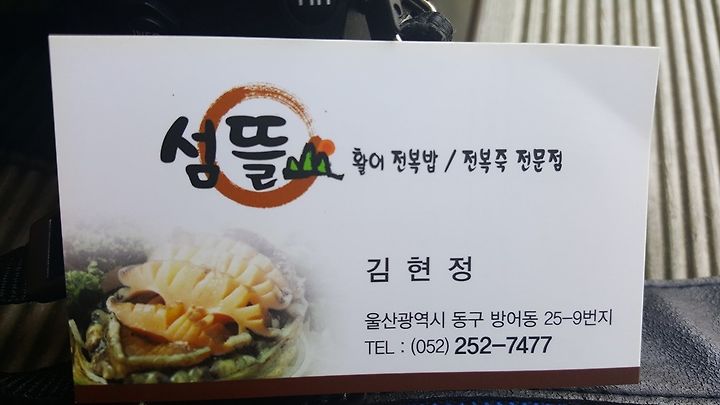 섬뜰 활어 전복밥 / 전복죽 전문점
김 현 정
울산광역시 동구 방어동 25-9번지
TEL : (052) 252-7477